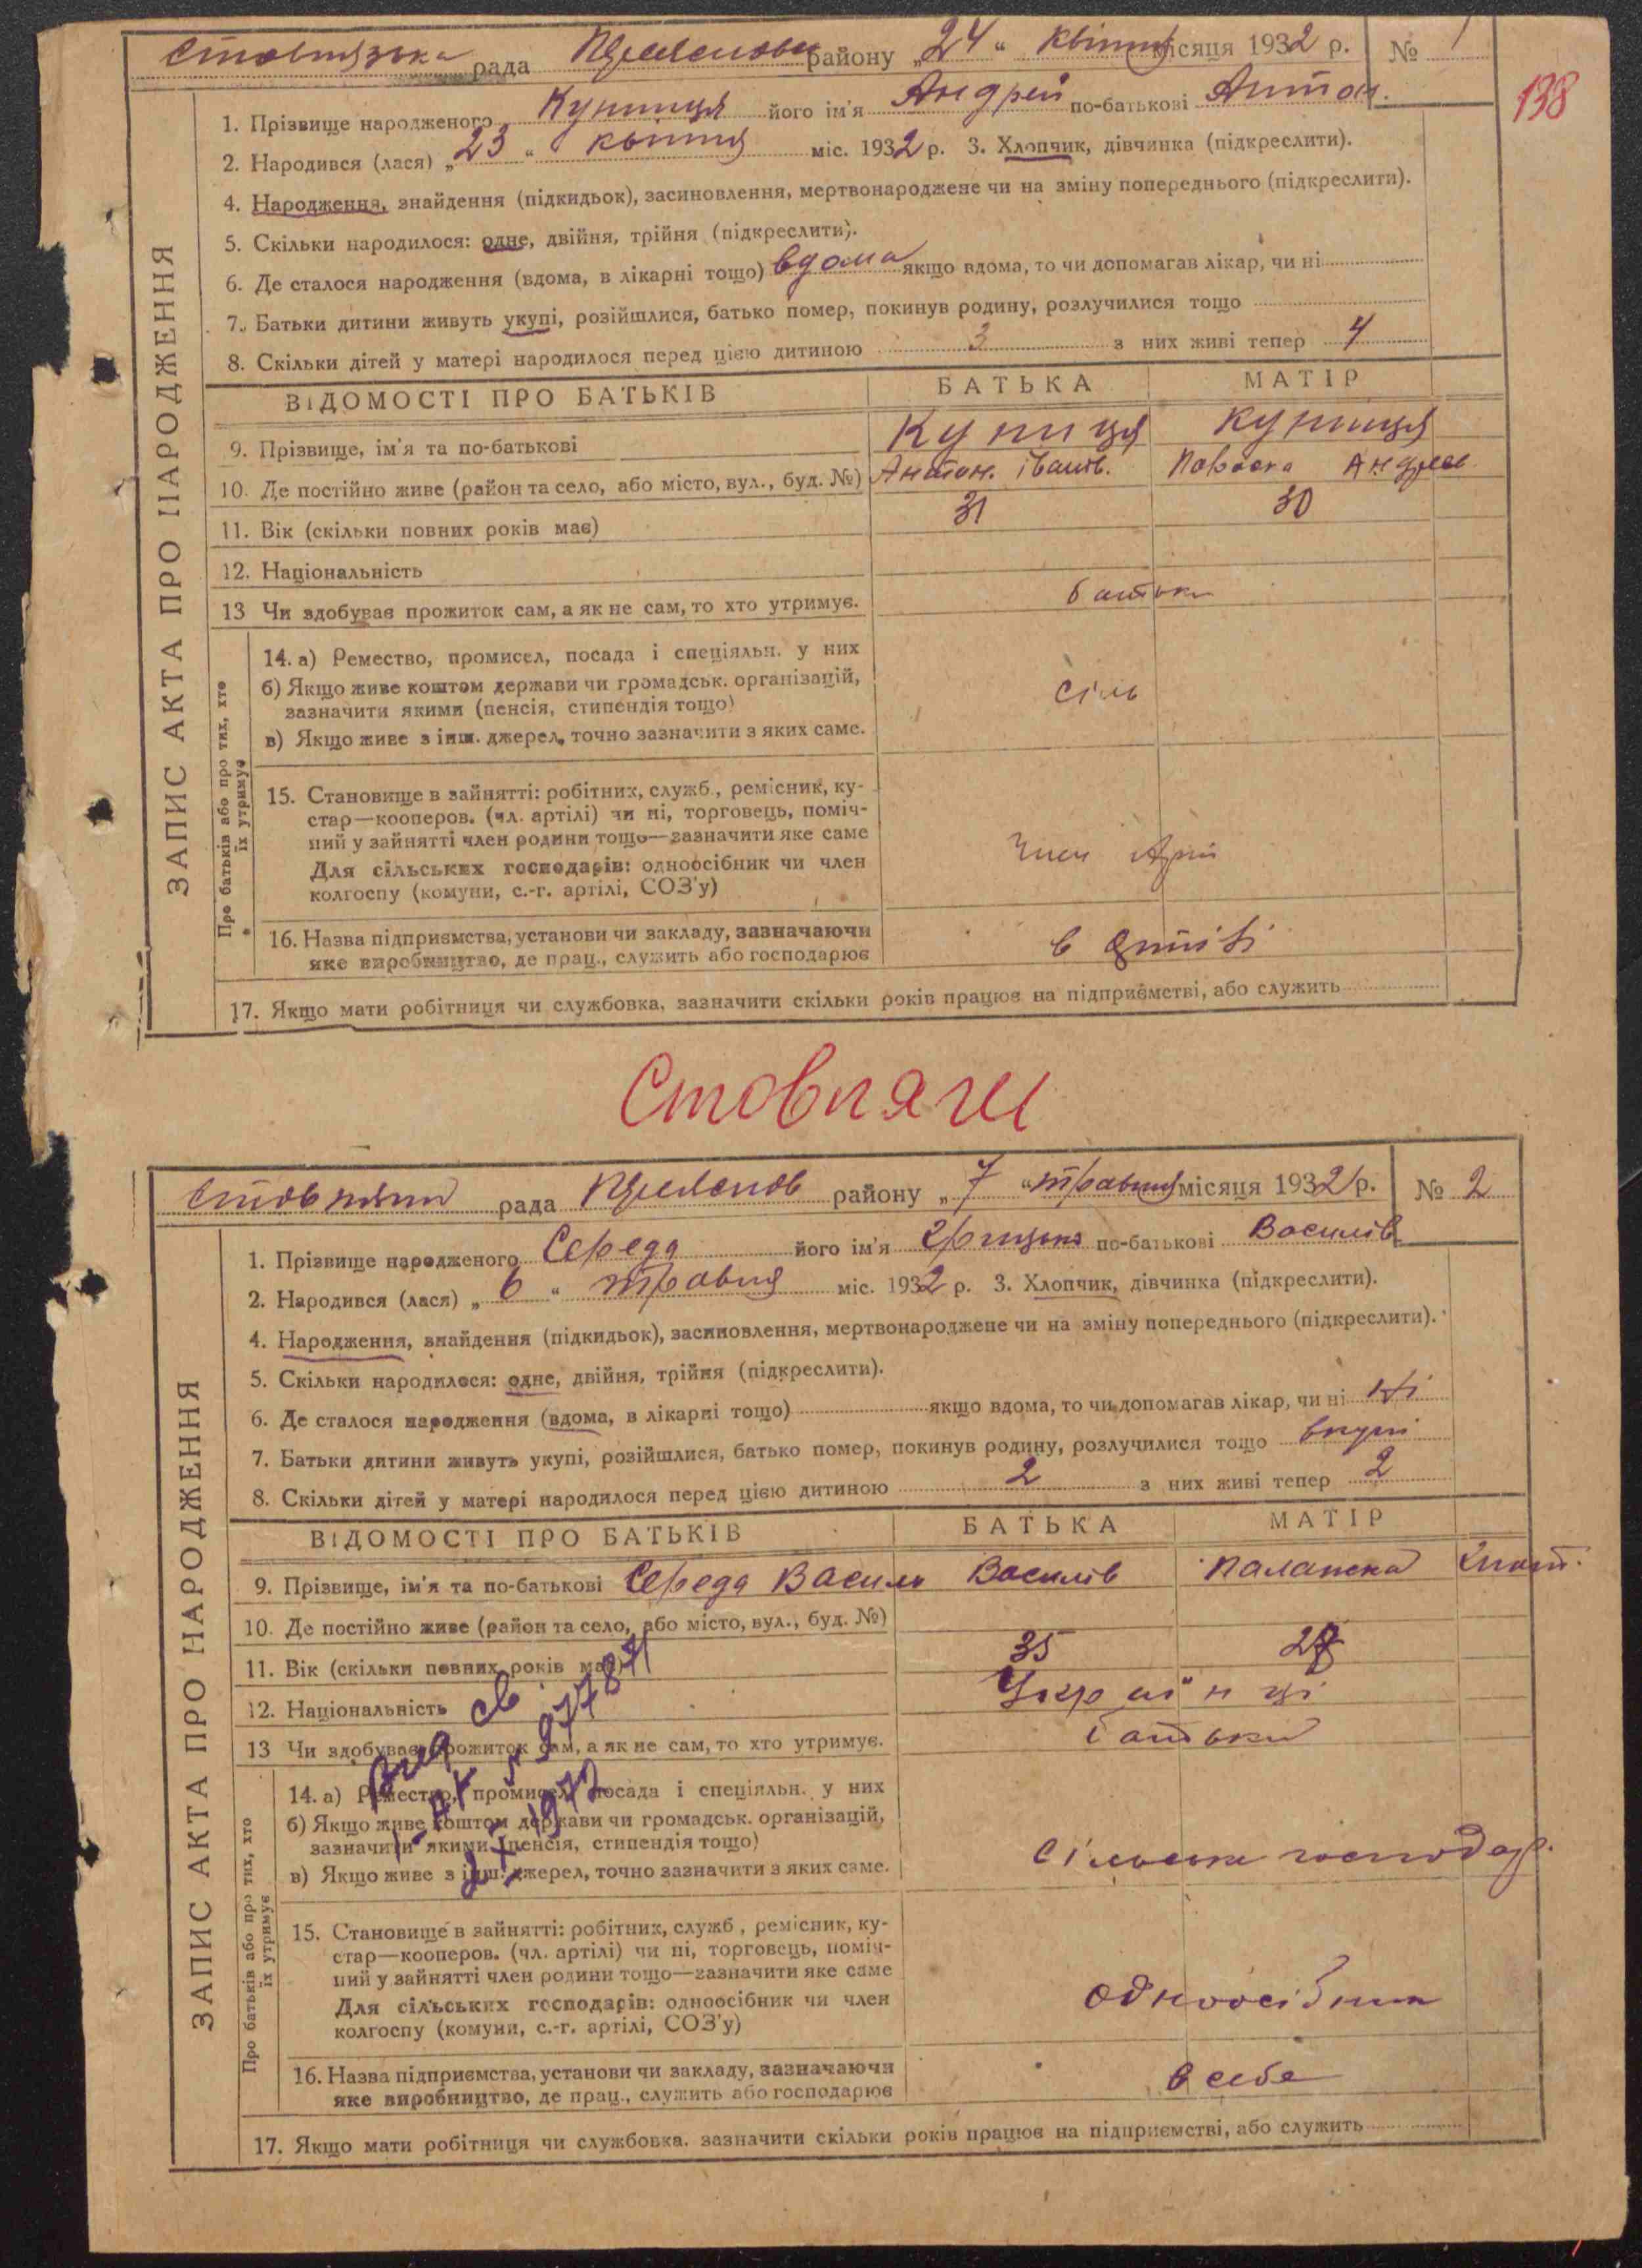 Стовпязька рада району „24“ квітня місяця 1932 р. № 1
138
1. Прізвище народженого Куниця його ім'я Андрей по-батькові Антон.
2. Народився (лася) „23“ квітня міс. 1932 р. 3. Хлопчик, дівчинка (підкреслити).
4. Народження, знайдення (підкидьок), засиновлення, мертвонароджене чи на зміну попереднього (підкреслити).
5. Скільки народилося: одне, двійня, трійня (підкреслити).
6. Де сталося народження (вдома, в лікарні тощо) вдома якщо вдома, то чи допомагав лікар, чи ні
7. Батьки дитини живуть укупі, розійшлися, батько помер, покинув родину, розлучилися тощо
8. Скільки дітей у матері народилося перед цією дитиною 3 з них живі тепер 4
ЗАПИС АКТА ПРО НАРОДЖЕННЯ
ВІДОМОСТІ ПРО БАТЬКІВ БАТЬКА МАТІР
9. Прізвище, ім'я та по-батькові Куниця Куниця
10. Де постійно живе (район та село, або місто, вул., буд. №) Антон. Іванів.
11. Вік (скільки повних років має) 31 30
12. Національність
13 Чи здобуває прожиток сам, а як не сам, то хто утримує. батьки
Про батьків або про тих, хто їх утримує
14. а) Ремество, промисел, посада і спеціяльн. у них
б) Якщо живе коштом держави чи громадськ. організацій,
зазначити якими (пенсія, стипендія тощо) сіль
в) Якщо живе з інш. джерел, точно зазначити з яких саме.
15. Становище в зайнятті: робітних, служб., ремісник, ку-
стар—кооперов. (чл. артілі) чи ні, торговець, поміч-
ний у зайнятті член родини тощо—зазначити яке саме
Для сільських господарів: одноосібник чи член
колгоспу (комуни, с.-г. артілі, СОЗ'у) Член Арті
16. Назва підприємства, установи чи закладу, зазначаючи
яке виробництво, де прац., служить або господарює в
17. Якщо мати робітниця чи службовка, зазначити скільки років працює на підприємстві, або служить
Стовпяги
рада району „7“ травня місяця 1932 р. № 2
1. Прізвище народженого Середа його ім'я Грицько по-батькові Василів
2. Народився (лася) „6“ травня міс. 1932 р. 3. Хлопчик, дівчинка (підкреслити).
4. Народження, знайдення (підкидьок), засиновлення, мертвонароджене чи на зміну попереднього (підкреслити).
5. Скільки народилося: одне, двійня, трійня (підкреслити).
6. Де сталося народження (вдома, в лікарні тощо) якщо вдома, то чи допомагав лікар, чи ні Ні
7. Батьки дитини живуть укупі, розійшлися, батько помер, покинув родину, розлучилися тощо вкупі
8. Скільки дітей у матері народилося перед цією дитиною 2 з них живі тепер 2
ЗАПИС АКТА ПРО НАРОДЖЕННЯ
ВІДОМОСТІ ПРО БАТЬКІВ БАТЬКА МАТІР
9. Прізвище, ім'я та по-батькові Середа Василь Василів
10. Де постійно живе (район та село, або місто, вул., буд. №)
11. Вік (скільки повних років має) 35
12. Національність Українці
13 Чи здобуває прожиток сам, а як не сам, то хто утримує. батьки
Про батьків або про тих, хто їх утримує
14. а) Ремество, промисел, посада і спеціяльн. у них
б) Якщо живе коштом держави чи громадськ. організацій,
зазначити якими (пенсія, стипендія тощо)
в) Якщо живе з інш. джерел, точно зазначити з яких саме. господар.
15. Становище в зайнятті: робітних, служб., ремісник, ку-
стар—кооперов. (чл. артілі) чи ні, торговець, поміч-
ний у зайнятті член родини тощо—зазначити яке саме
Для сільських господарів: одноосібник чи член
колгоспу (комуни, с.-г. артілі, СОЗ'у) одноосібник
16. Назва підприємства, установи чи закладу, зазначаючи
яке виробництво, де прац., служить або господарює в себе
17. Якщо мати робітниця чи службовка, зазначити скільки років працює на підприємстві, або служить